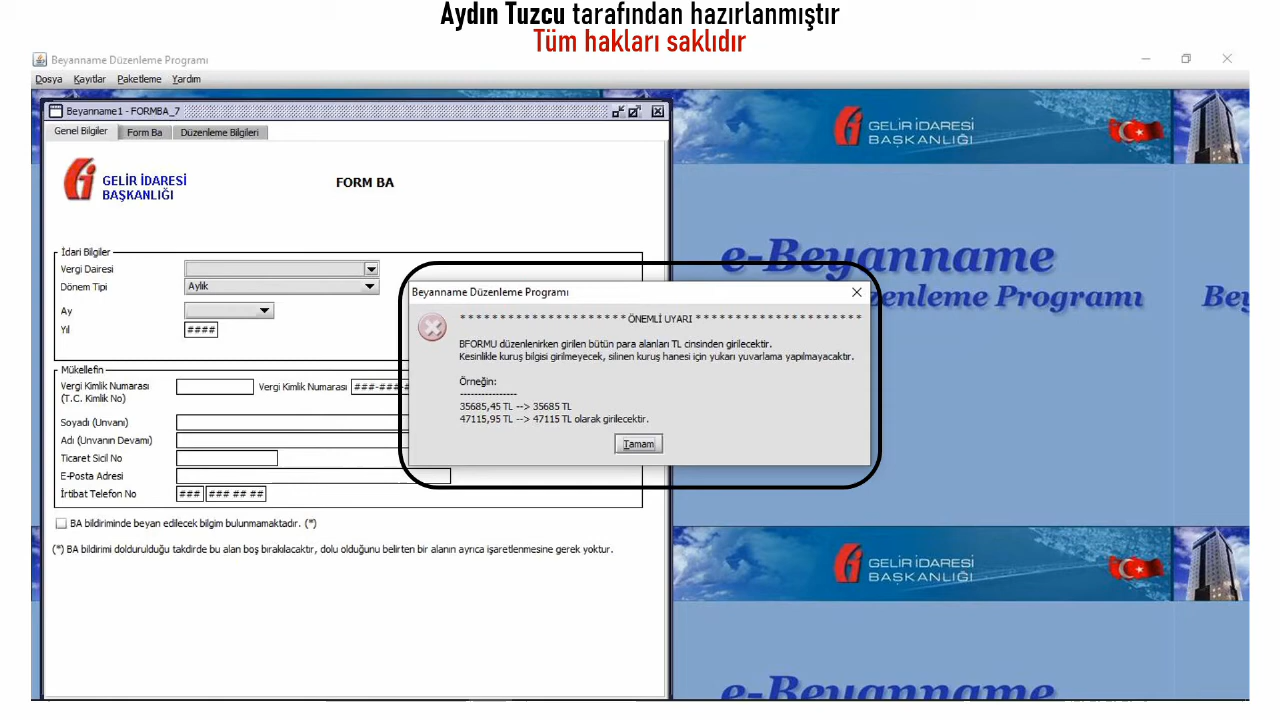 Aydın Tuzcu tarafından hazırlanmıştır
Tüm hakları saklıdır
Beyanname Düzenleme Programı
Dosya Kayıtlar Paketleme Yardım
Beyanname1 - FORMBA_7
Genel Bilgiler Form Ba Düzenleme Bilgileri
GELİR İDARESİ
BAŞKANLIĞI
FORM BA
İdari Bilgiler
Vergi Dairesi
Dönem Tipi Aylık
Ay
Yıl ####
Mükellefin
Vergi Kimlik Numarası
(T.C. Kimlik No)
Vergi Kimlik Numarası ###-###-#
Soyadı (Unvanı)
Adı (Unvanın Devamı)
Ticaret Sicil No
E-Posta Adresi
İrtibat Telefon No ### ### ## ##
BA bildiriminde beyan edilecek bilgim bulunmamaktadır. (*)
(*) BA bildirimi doldurulduğu takdirde bu alan boş bırakılacaktır, dolu olduğunu belirten bir alanın ayrıca işaretlenmesine gerek yoktur.
Beyanname Düzenleme Programı
* * * * * * * * * * * * * * * * * * * * * * ÖNEMLİ UYARI * * * * * * * * * * * * * * * * * * * * * *
BFORMU düzenlenirken girilen bütün para alanları TL cinsinden girilecektir.
Kesinlikle kuruş bilgisi girilmeyecek, silinen kuruş hanesi için yukarı yuvarlama yapılmayacaktır.
Örneğin:
----------------
35685,45 TL --> 35685 TL
47115,95 TL --> 47115 TL olarak girilecektir.
Tamam
GELİR İDARESİ
BAŞKANLIĞI
e-Beyanname
zenleme Programı
Bey
GELİR İDARESİ
BAŞKANLIĞI
e-Beyanname